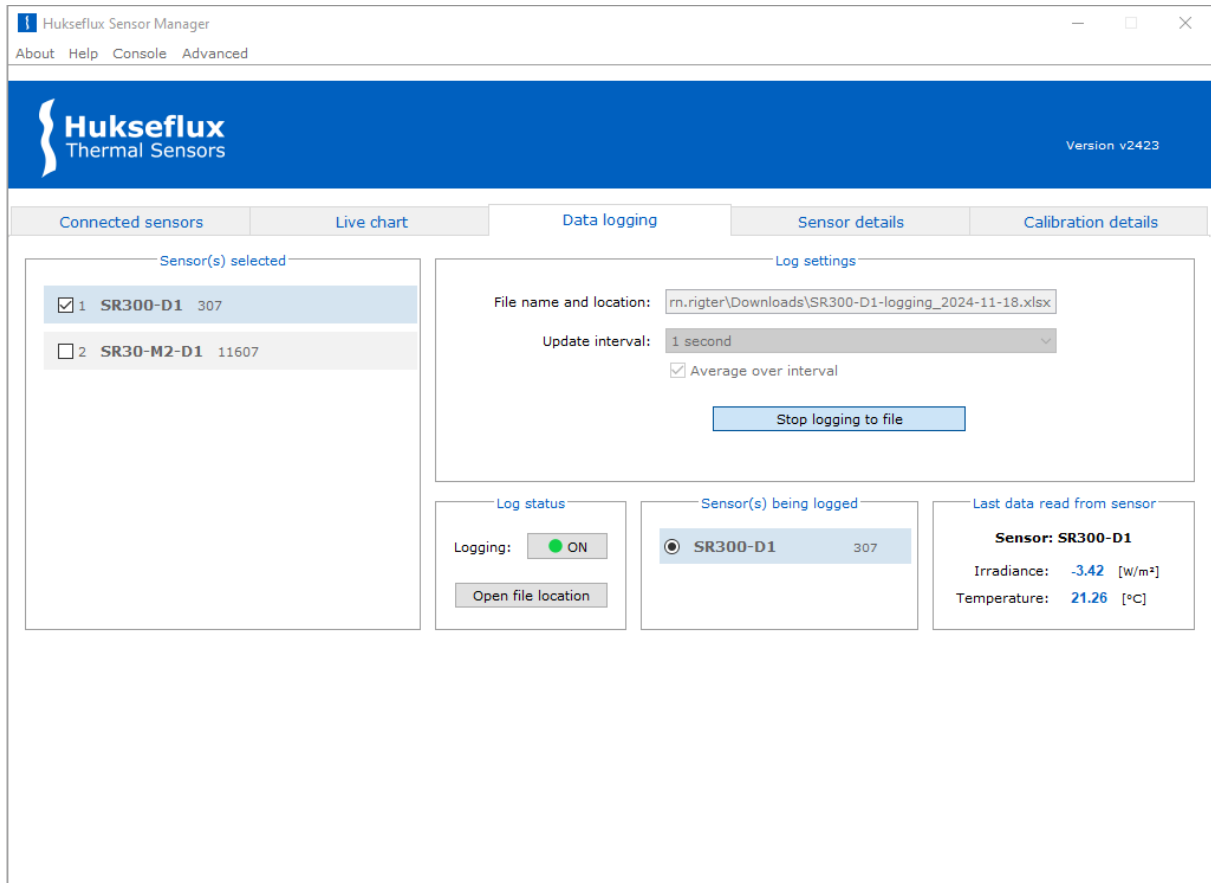 Hukseflux Sensor Manager
About Help Console Advanced
Hukseflux
Thermal Sensors
Version v2423
Connected sensors Live chart Data logging Sensor details Calibration details
Sensor(s) selected
1 SR300-D1 307
2 SR30-M2-D1 11607
Log settings
File name and location: rn.rigter\Downloads\SR300-D1-logging_2024-11-18.xlsx
Update interval: 1 second
Average over interval
Stop logging to file
Log status
Logging: ON
Open file location
Sensor(s) being logged
SR300-D1 307
Last data read from sensor
Sensor: SR300-D1
Irradiance: -3.42 [W/m²]
Temperature: 21.26 [°C]